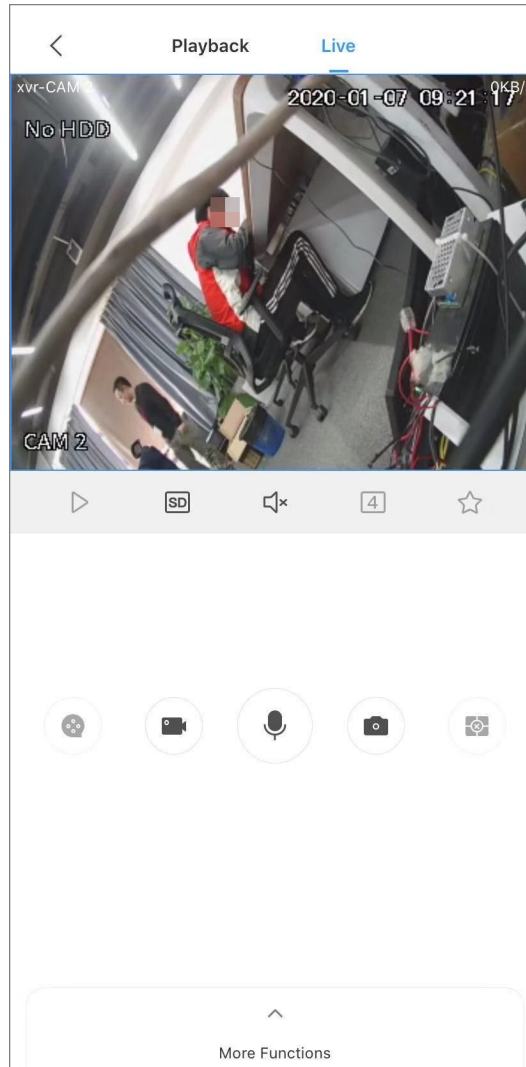 Playback Live
xvr-CAM 2 0KB/
2020-01-07 09:21:17
No HDD
CAM 2
SD 4
More Functions